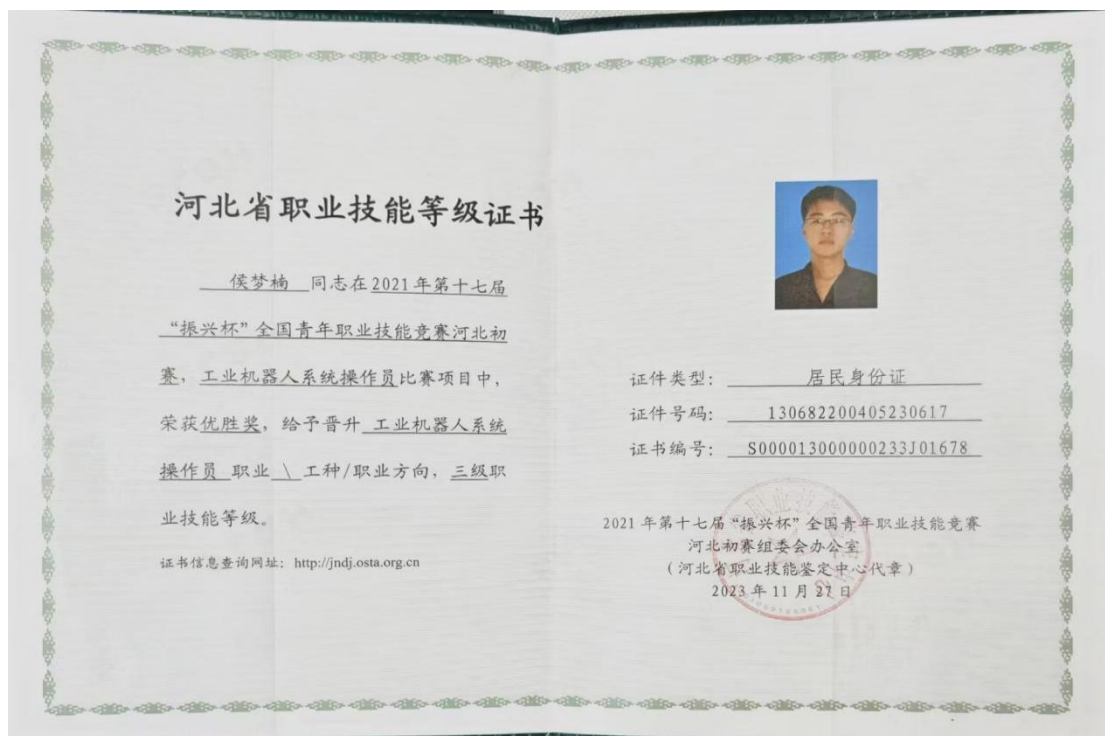 河北省职业技能等级证书
侯梦楠 同志在2021年第十七届
“振兴杯”全国青年职业技能竞赛河北初
赛，工业机器人系统操作员比赛项目中，
荣获优胜奖，给予晋升 工业机器人系统
操作员 职业 \ 工种/职业方向，三级职
业技能等级。
证书信息查询网址：http://jndj.osta.org.cn
证件类型：居民身份证
证件号码：130682200405230617
证书编号：S000013000000233J01678
2021年第十七届“振兴杯”全国青年职业技能竞赛
河北初赛组委会办公室
（河北省职业技能鉴定中心代章）
2023年11月27日